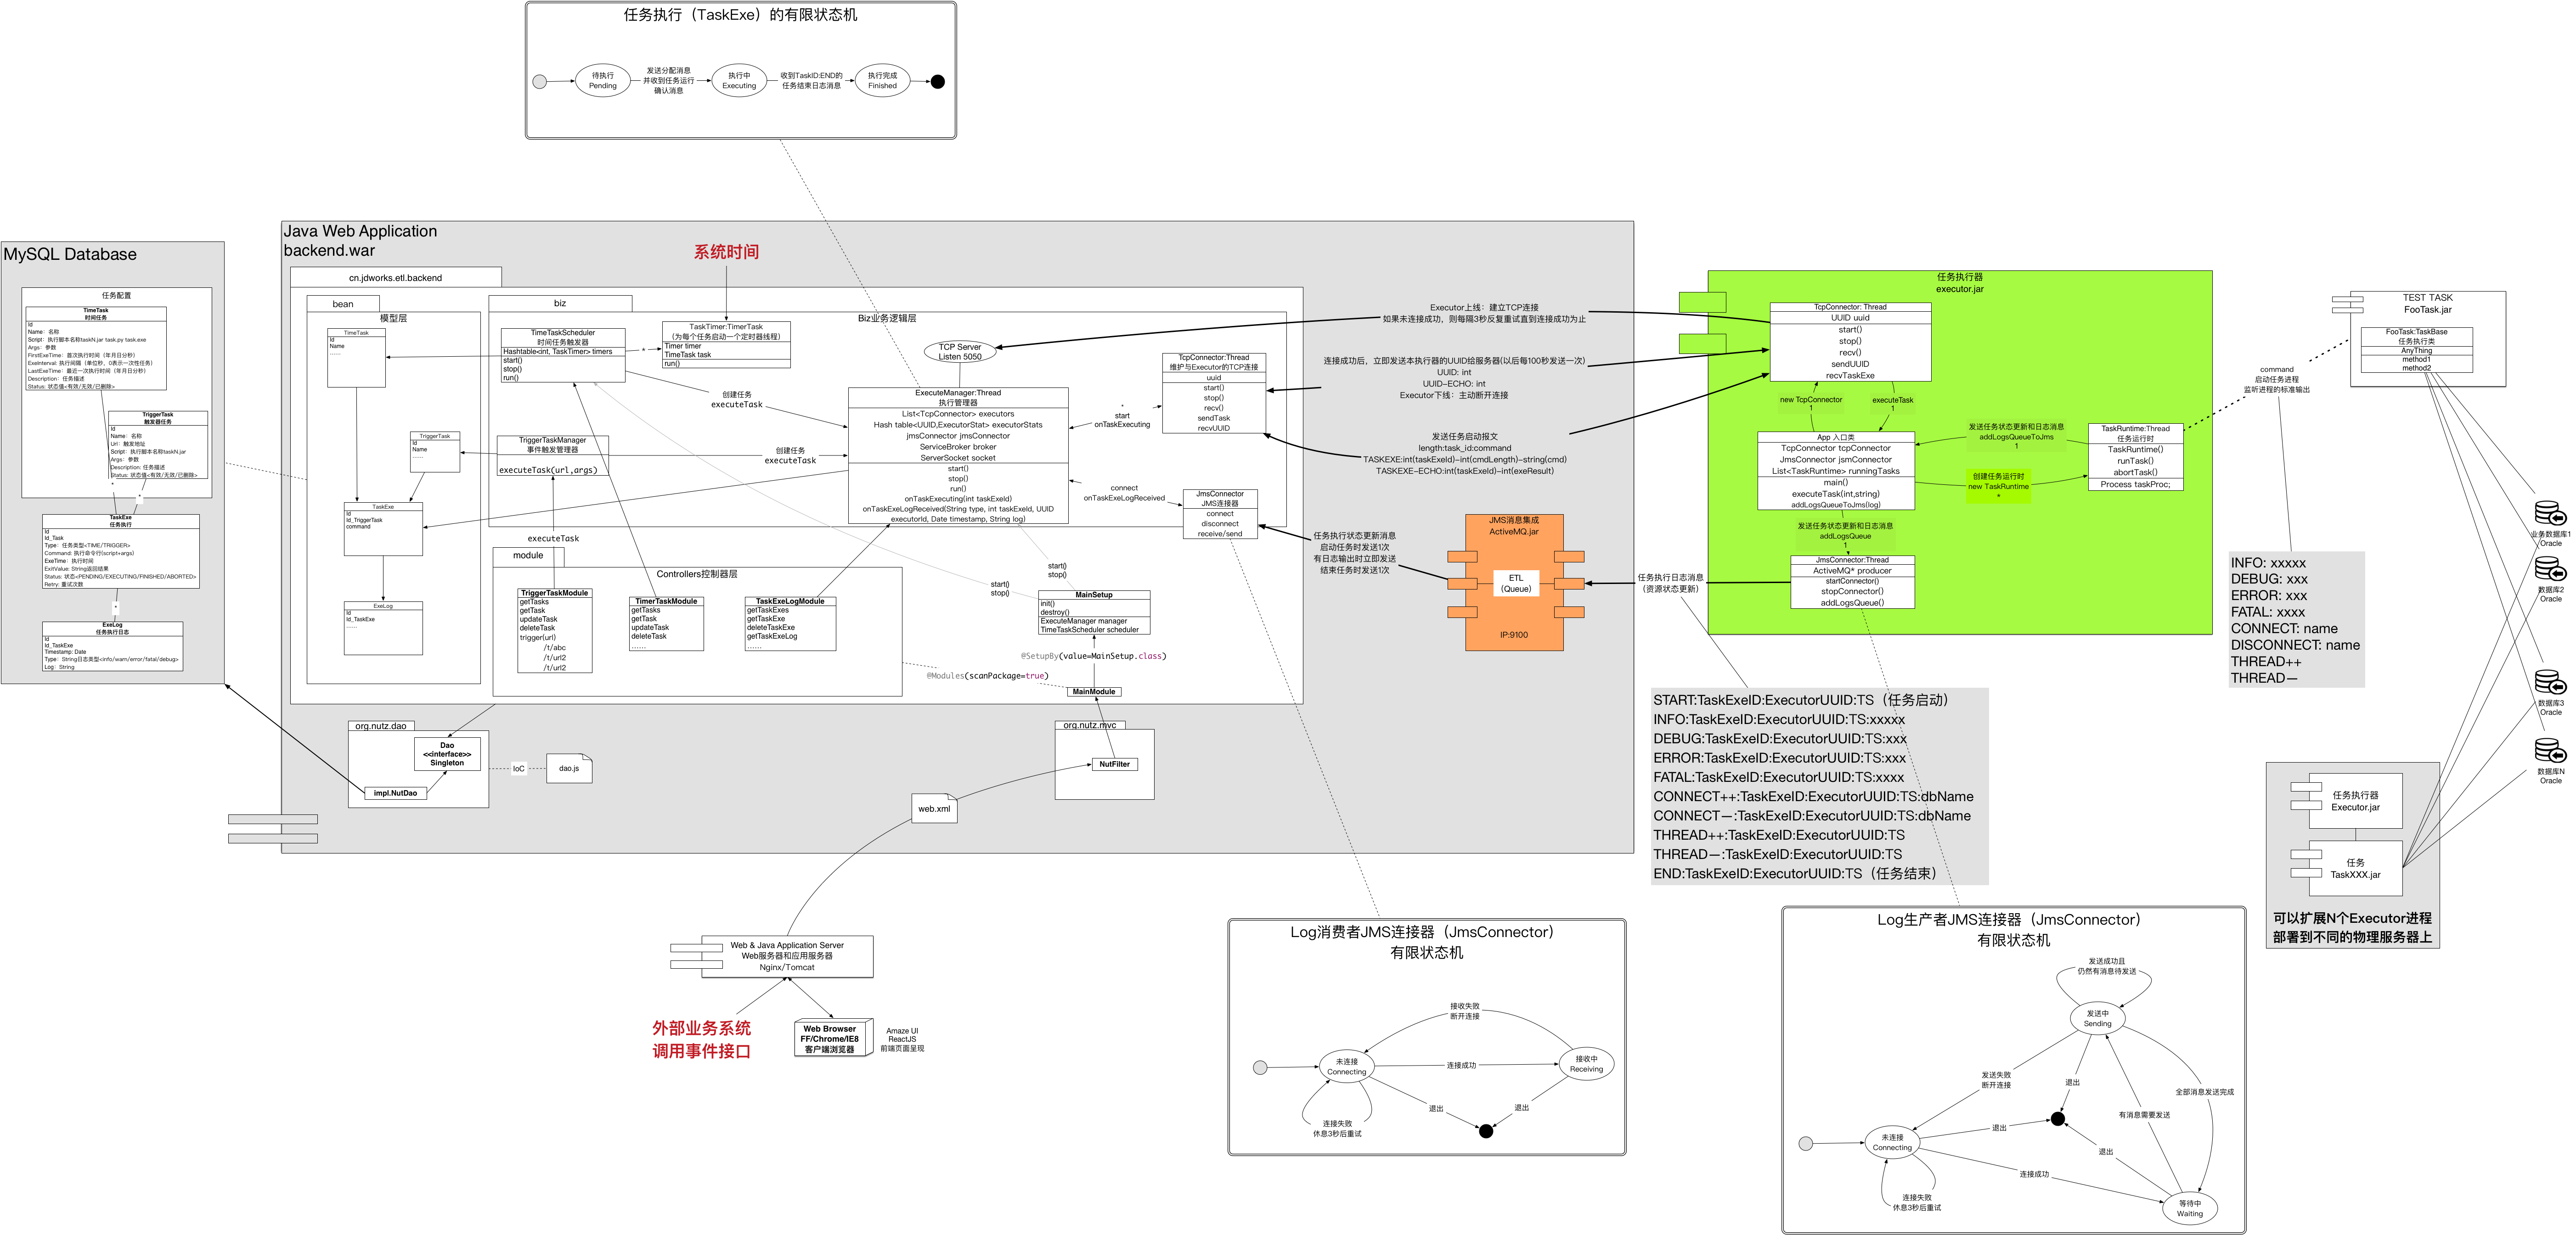 任务执行（TaskExe）的有限状态机
待执行
Pending
发送分配消息
并收到任务运行
确认消息
执行中
Executing
收到TaskID:END的
任务结束日志消息
执行完成
Finished
MySQL Database
任务配置
TimeTask
时间任务
Id
Name：名称
Script：执行脚本名称taskN.jar task.py task.exe
Args：参数
FirstExeTime：首次执行时间（年月日分秒）
ExeInterval: 执行间隔（单位秒，0表示一次性任务）
LastExeTime：最近一次执行时间（年月日分秒）
Description：任务描述
Status: 状态值<有效/无效/已删除>
TriggerTask
触发器任务
Id
Name：名称
Url：触发地址
Script：执行脚本名称taskN.jar
Args：参数
Description: 任务描述
Status：状态值<有效/无效/已删除>
*
*
TaskExe
任务执行
Id
Id_Task
Type：任务类型<TIME/TRIGGER>
Command: 执行命令行(script+args)
ExeTime：执行时间
ExitValue: String返回结果
Status: 状态<PENDING/EXECUTING/FINISHED/ABORTED>
Retry: 重试次数
*
ExeLog
任务执行日志
Id
Id_TaskExe
Timestamp: Date
Type：String日志类型<info/warn/error/fatal/debug>
Log：String
Java Web Application
backend.war
系统时间
cn.jdworks.etl.backend
bean
模型层
TimeTask
Id
Name
......
TriggerTask
Id
Name
......
TaskExe
Id
Id_TriggerTask
command
ExeLog
Id
Id_TaskExe
......
biz
Biz业务逻辑层
TimeTaskScheduler
时间任务触发器
Hashtable<int, TaskTimer> timers
start()
stop()
run()
*
TaskTimer:TimerTask
(为每个任务启动一个定时器线程)
Timer timer
TimeTask task
run()
创建任务
executeTask
TriggerTaskManager
事件触发管理器
executeTask(url,args)
创建任务
executeTask
TCP Server
Listen 5050
ExecuteManager:Thread
执行管理器
List<TcpConnector> executors
Hash table<UUID,ExecutorStat> executorStats
jmsConnector jmsConnector
ServiceBroker broker
ServerSocket socket
start()
stop()
run()
onTaskExecuting(int taskExeId)
onTaskExeLogReceived(String type, int taskExeId, UUID
executorId, Date timestamp, String log)
*
start
onTaskExecuting
connect
onTaskExeLogReceived
TcpConnector:Thread
维护与Executor的TCP连接
uuid
start()
stop()
recv()
sendTask
recvUUID
JmsConnector
JMS连接器
connect
disconnect
receive/send
executeTask
module
Controllers控制器层
TriggerTaskModule
getTasks
getTask
updateTask
deleteTask
trigger(url)
/t/abc
/t/url2
/t/url2
TimerTaskModule
getTasks
getTask
updateTask
deleteTask
......
TaskExeLogModule
getTaskExes
getTaskExe
deleteTaskExe
getTaskExeLog
......
start()
stop()
start()
stop()
MainSetup
init()
destroy()
ExecuteManager manager
TimeTaskScheduler scheduler
@SetupBy(value=MainSetup.class)
@Modules(scanPackage=true)
MainModule
org.nutz.dao
Dao
<<interface>>
Singleton
impl.NutDao
IoC
dao.js
org.nutz.mvc
NutFilter
web.xml
Web & Java Application Server
Web服务器和应用服务器
Nginx/Tomcat
外部业务系统
调用事件接口
Web Browser
FF/Chrome/IE8
客户端浏览器
Amaze UI
ReactJS
前端页面呈现
Executor上线：建立TCP连接
如果未连接成功，则每隔3秒反复重试直到连接成功为止
连接成功后，立即发送本执行器的UUID给服务器(以后每100秒发送一次)
UUID: int
UUID-ECHO: int
Executor下线：主动断开连接
发送任务启动报文
length:task_id:command
TASKEXE:int(taskExeId)-int(cmdLength)-string(cmd)
TASKEXE-ECHO:int(taskExeId)-int(exeResult)
任务执行状态更新消息
启动任务时发送1次
有日志输出时立即发送
结束任务时发送1次
JMS消息集成
ActiveMQ.jar
ETL
(Queue)
IP:9100
任务执行日志消息
（资源状态更新）
任务执行器
executor.jar
TcpConnector: Thread
UUID uuid
start()
stop()
recv()
sendUUID
recvTaskExe
new TcpConnector
1
executeTask
1
App 入口类
TcpConnector tcpConnector
JmsConnector jsmConnector
List<TaskRuntime> runningTasks
main()
executeTask(int,string)
addLogsQueueToJms(log)
发送任务状态更新和日志消息
addLogsQueueToJms
1
创建任务运行时
new TaskRuntime
*
TaskRuntime:Thread
任务运行时
TaskRuntime()
runTask()
abortTask()
Process taskProc;
发送任务状态更新和日志消息
addLogsQueue
1
JmsConnector:Thread
ActiveMQ* producer
startConnector()
stopConnector()
addLogsQueue()
command
启动任务进程
监听进程的标准输出
TEST TASK
FooTask.jar
FooTask:TaskBase
任务执行类
AnyThing
method1
method2
INFO: xxxxx
DEBUG: xxx
ERROR: xxx
FATAL: xxxx
CONNECT: name
DISCONNECT: name
THREAD++
THREAD—
业务数据库1
Oracle
数据库2
Oracle
数据库3
Oracle
数据库N
Oracle
任务执行器
Executor.jar
任务
TaskXXX.jar
可以扩展N个Executor进程
部署到不同的物理服务器上
START:TaskExeID:ExecutorUUID:TS（任务启动）
INFO:TaskExeID:ExecutorUUID:TS:xxxxx
DEBUG:TaskExeID:ExecutorUUID:TS:xxx
ERROR:TaskExeID:ExecutorUUID:TS:xxx
FATAL:TaskExeID:ExecutorUUID:TS:xxxx
CONNECT++:TaskExeID:ExecutorUUID:TS:dbName
CONNECT—:TaskExeID:ExecutorUUID:TS:dbName
THREAD++:TaskExeID:ExecutorUUID:TS
THREAD—:TaskExeID:ExecutorUUID:TS
END:TaskExeID:ExecutorUUID:TS（任务结束）
Log消费者JMS连接器（JmsConnector）
有限状态机
接收失败
断开连接
未连接
Connecting
连接成功
接收中
Receiving
退出
退出
连接失败
休息3秒后重试
Log生产者JMS连接器（JmsConnector）
有限状态机
发送成功且
仍然有消息待发送
发送中
Sending
发送失败
断开连接
退出
全部消息发送完成
有消息需要发送
未连接
Connecting
退出
退出
连接成功
连接失败
休息3秒后重试
等待中
Waiting